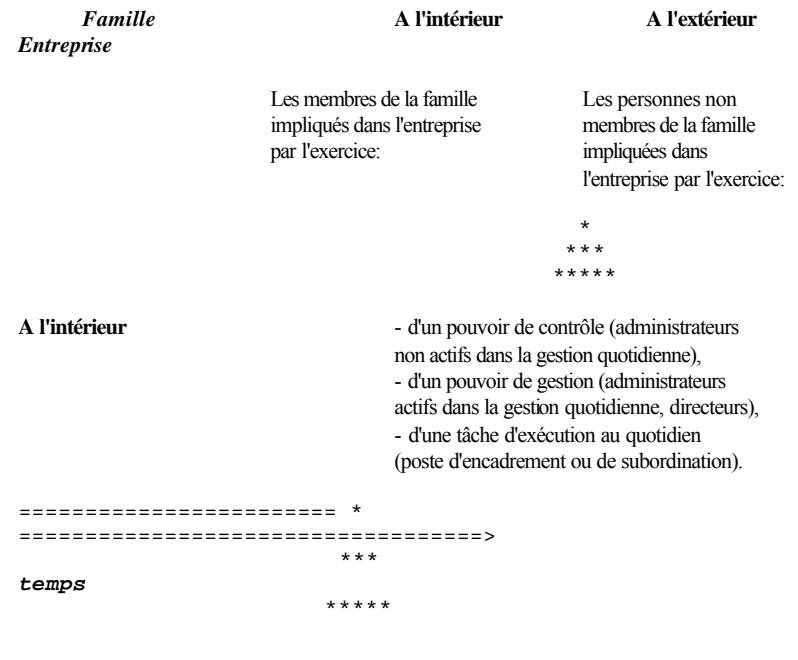 Famille A l'intérieur A l'extérieur
Entreprise
Les membres de la famille Les personnes non
impliqués dans l'entreprise membres de la famille
par l'exercice: impliquées dans
l'entreprise par l'exercice:
*
***
*****
A l'intérieur - d'un pouvoir de contrôle (administrateurs
non actifs dans la gestion quotidienne),
- d'un pouvoir de gestion (administrateurs
actifs dans la gestion quotidienne, directeurs),
- d'une tâche d'exécution au quotidien
(poste d'encadrement ou de subordination).
======================== *
===================================>
***
temps
*****